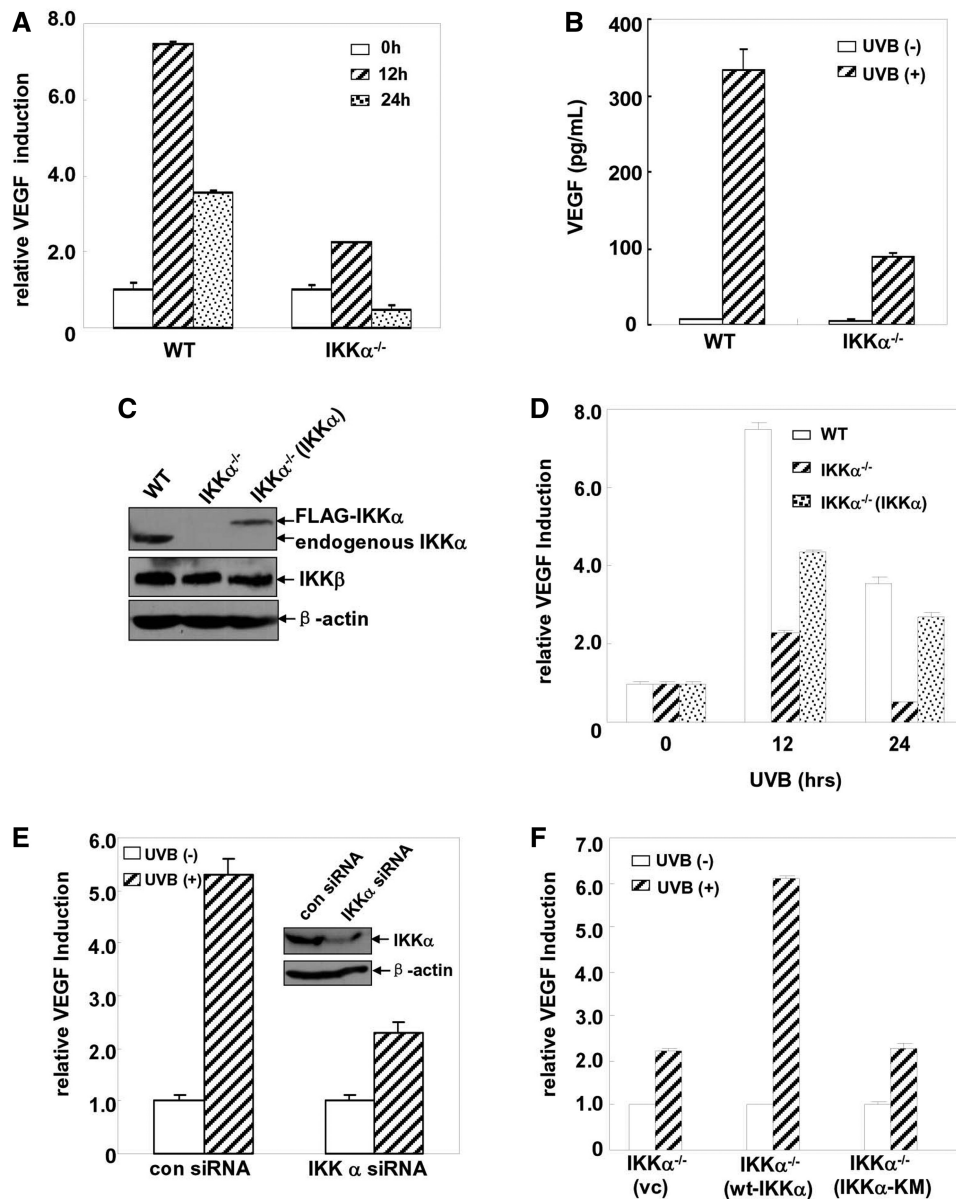 A
relative VEGF induction
8.0
6.0
4.0
2.0
0
0h
12h
24h
WT
IKKα-/-
B
VEGF (pg/mL)
400
300
200
100
0
UVB (-)
UVB (+)
WT
IKKα-/-
C
WT
IKKα-/-
IKKα-/- (IKKα)
FLAG-IKKα
endogenous IKKα
IKKβ
β -actin
D
relative VEGF Induction
8.0
6.0
4.0
2.0
0
WT
IKKα-/-
IKKα-/- (IKKα)
0
12
24
UVB (hrs)
E
relative VEGF Induction
6.0
5.0
4.0
3.0
2.0
1.0
0
UVB (-)
UVB (+)
con siRNA
IKKα siRNA
IKKα
β -actin
con siRNA
IKK α siRNA
F
relative VEGF Induction
7.0
6.0
5.0
4.0
3.0
2.0
1.0
0
UVB (-)
UVB (+)
IKKα-/-
(vc)
IKKα-/-
(wt-IKKα)
IKKα-/-
(IKKα-KM)